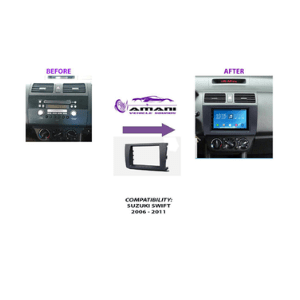 BEFORE
AFTER
AMANI
COMPATIBILITY:
SUZUKI SWIFT
2006 - 2011